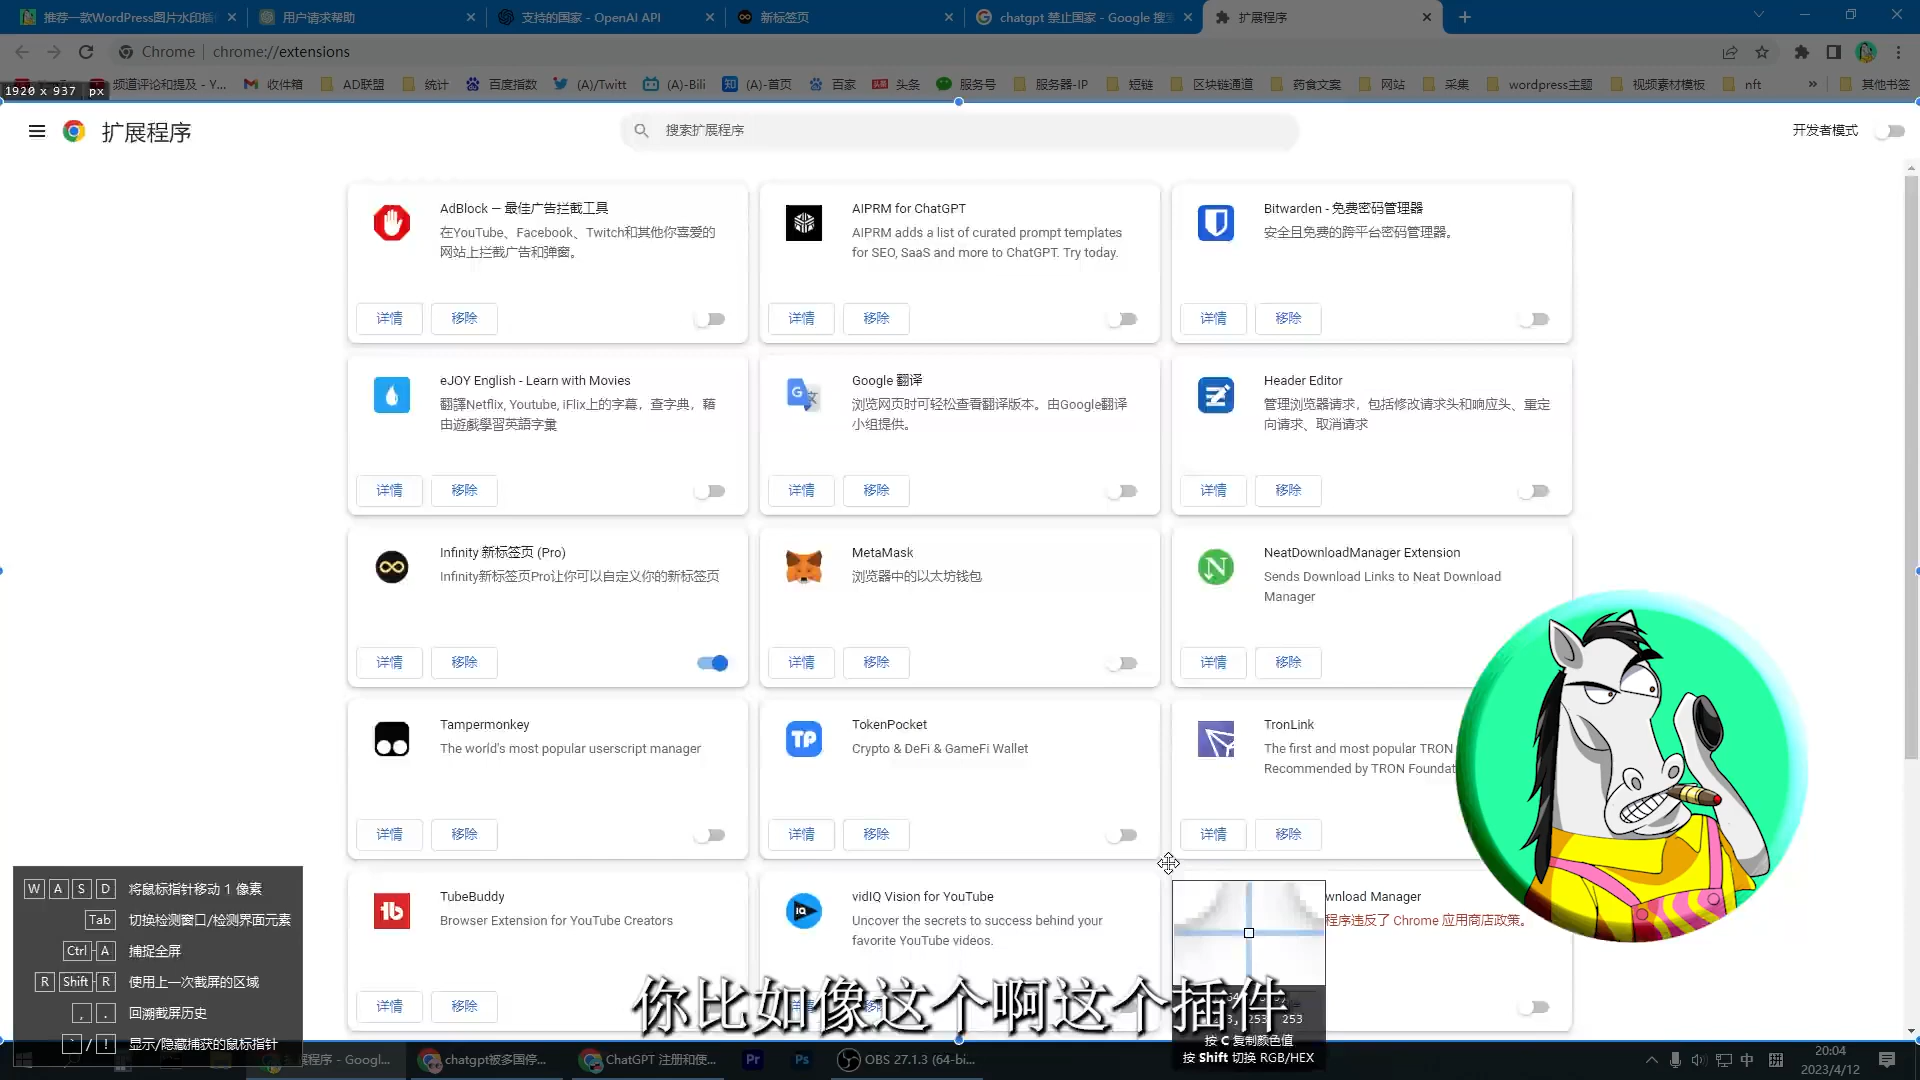 推荐一款WordPress图片水印插
用户请求帮助
支持的国家 - OpenAI API
新标签页
chatgpt 禁止国家 - Google 搜
扩展程序
Chrome
chrome://extensions
1920 x 937 px
频道评论和提及 - Y...
收件箱
AD联盟
统计
百度指数
(A)/Twitt
(A)-Bili
(A)-首页
百家
头条
服务号
服务器-IP
短链
区块链通道
药食文案
网站
采集
wordpress主题
视频素材模板
nft
»
其他书签
扩展程序
搜索扩展程序
开发者模式
AdBlock — 最佳广告拦截工具
在YouTube、Facebook、Twitch和其他你喜爱的
网站上拦截广告和弹窗。
详情
移除
AIPRM for ChatGPT
AIPRM adds a list of curated prompt templates
for SEO, SaaS and more to ChatGPT. Try today.
详情
移除
Bitwarden - 免费密码管理器
安全且免费的跨平台密码管理器。
详情
移除
eJOY English - Learn with Movies
翻譯Netflix, Youtube, iFlix上的字幕，查字典，藉
由遊戲學習英語字彙
详情
移除
Google 翻译
浏览网页时可轻松查看翻译版本。由Google翻译
小组提供。
详情
移除
Header Editor
管理浏览器请求，包括修改请求头和响应头、重定
向请求、取消请求
详情
移除
Infinity 新标签页 (Pro)
Infinity新标签页Pro让你可以自定义你的新标签页
详情
移除
MetaMask
浏览器中的以太坊钱包
详情
移除
NeatDownloadManager Extension
Sends Download Links to Neat Download
Manager
详情
移除
Tampermonkey
The world's most popular userscript manager
详情
移除
TokenPocket
Crypto & DeFi & GameFi Wallet
详情
移除
TronLink
The first and most popular TRON
Recommended by TRON Foundat
详情
移除
TubeBuddy
Browser Extension for YouTube Creators
详情
移除
vidIQ Vision for YouTube
Uncover the secrets to success behind your
favorite YouTube videos.
wnload Manager
程序违反了 Chrome 应用商店政策。
W A S D 将鼠标指针移动 1 像素
Tab 切换检测窗口/检测界面元素
Ctrl-A 捕捉全屏
R Shift-R 使用上一次截屏的区域
, . 回溯截屏历史
` / ! 显示/隐藏捕获的鼠标指针
你比如像这个啊这个插件
253, 253
按 C 复制颜色值
按 Shift 切换 RGB/HEX
展程序 - Googl...
chatgpt被多国停...
ChatGPT 注册和使...
Pr
Ps
OBS 27.1.3 (64-bi...
中
20:04
2023/4/12